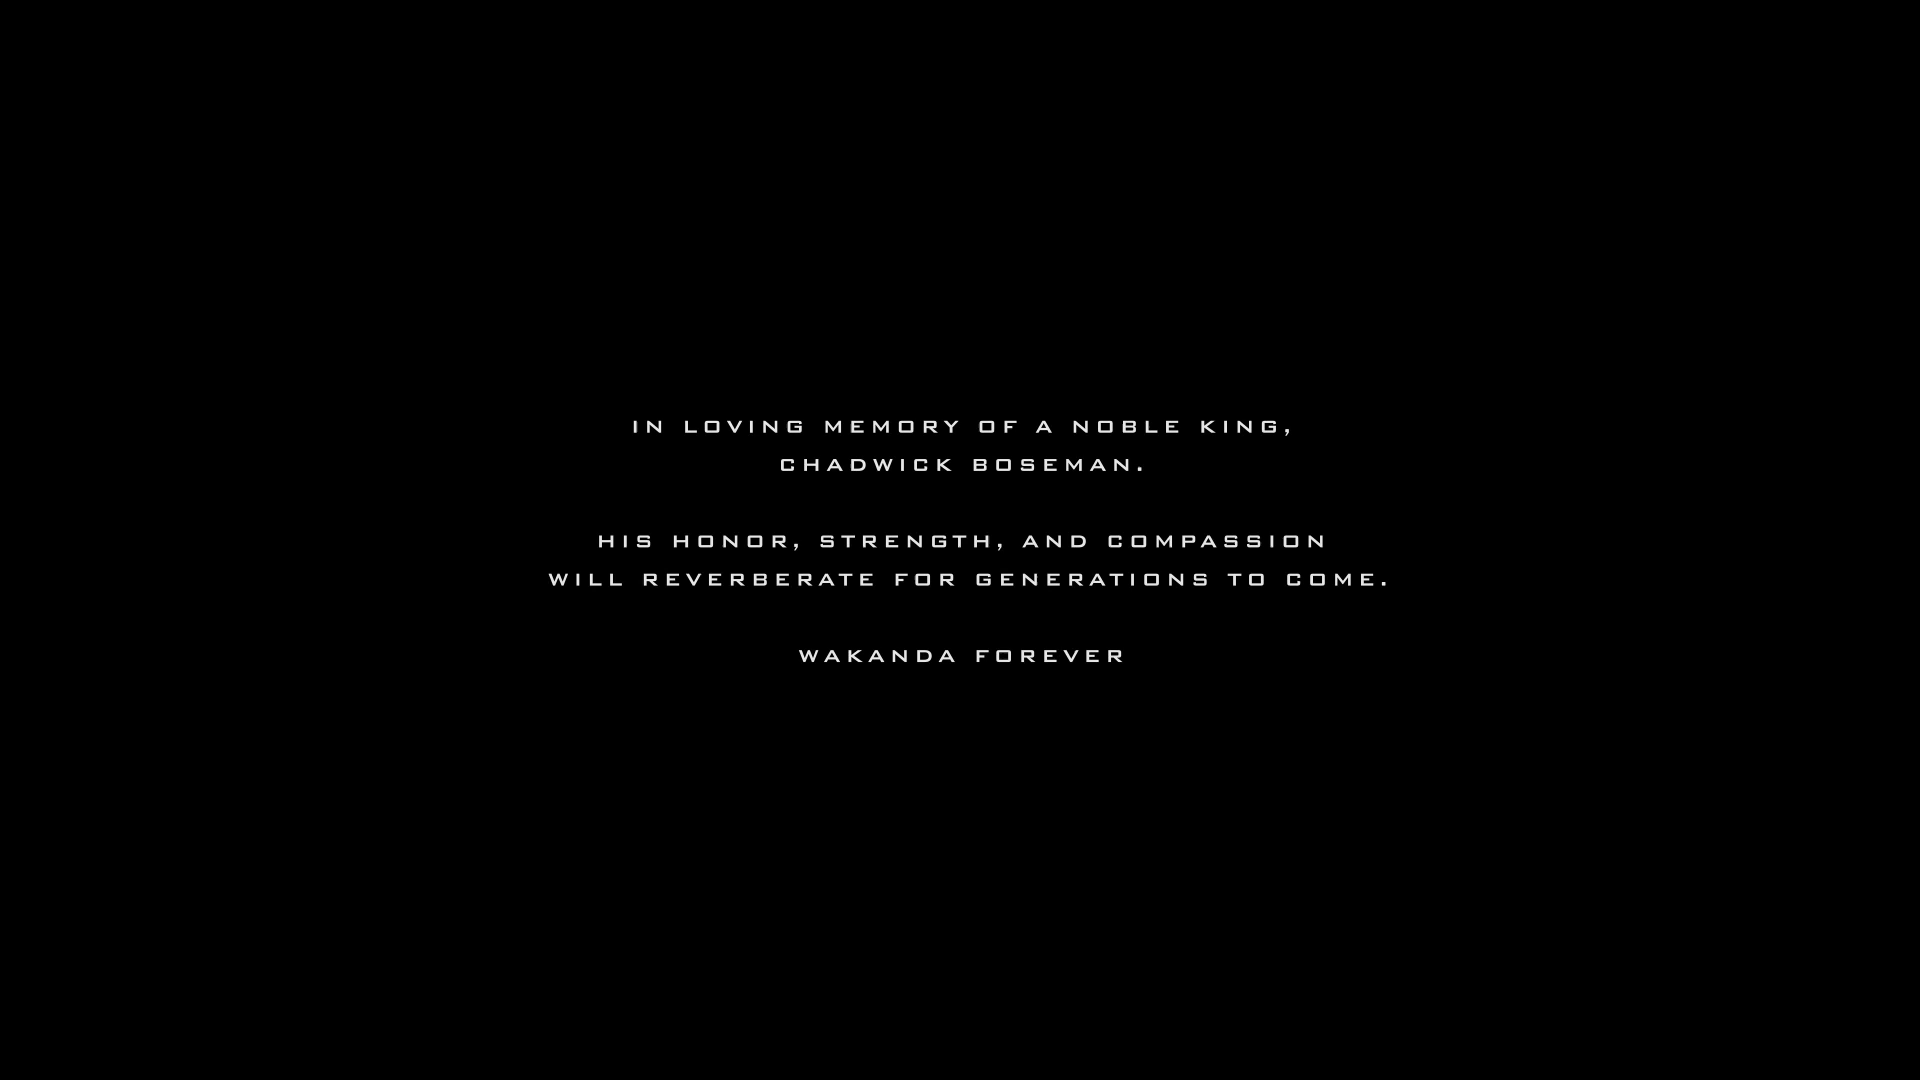 IN LOVING MEMORY OF A NOBLE KING,
CHADWICK BOSEMAN.
HIS HONOR, STRENGTH, AND COMPASSION
WILL REVERBERATE FOR GENERATIONS TO COME.
WAKANDA FOREVER